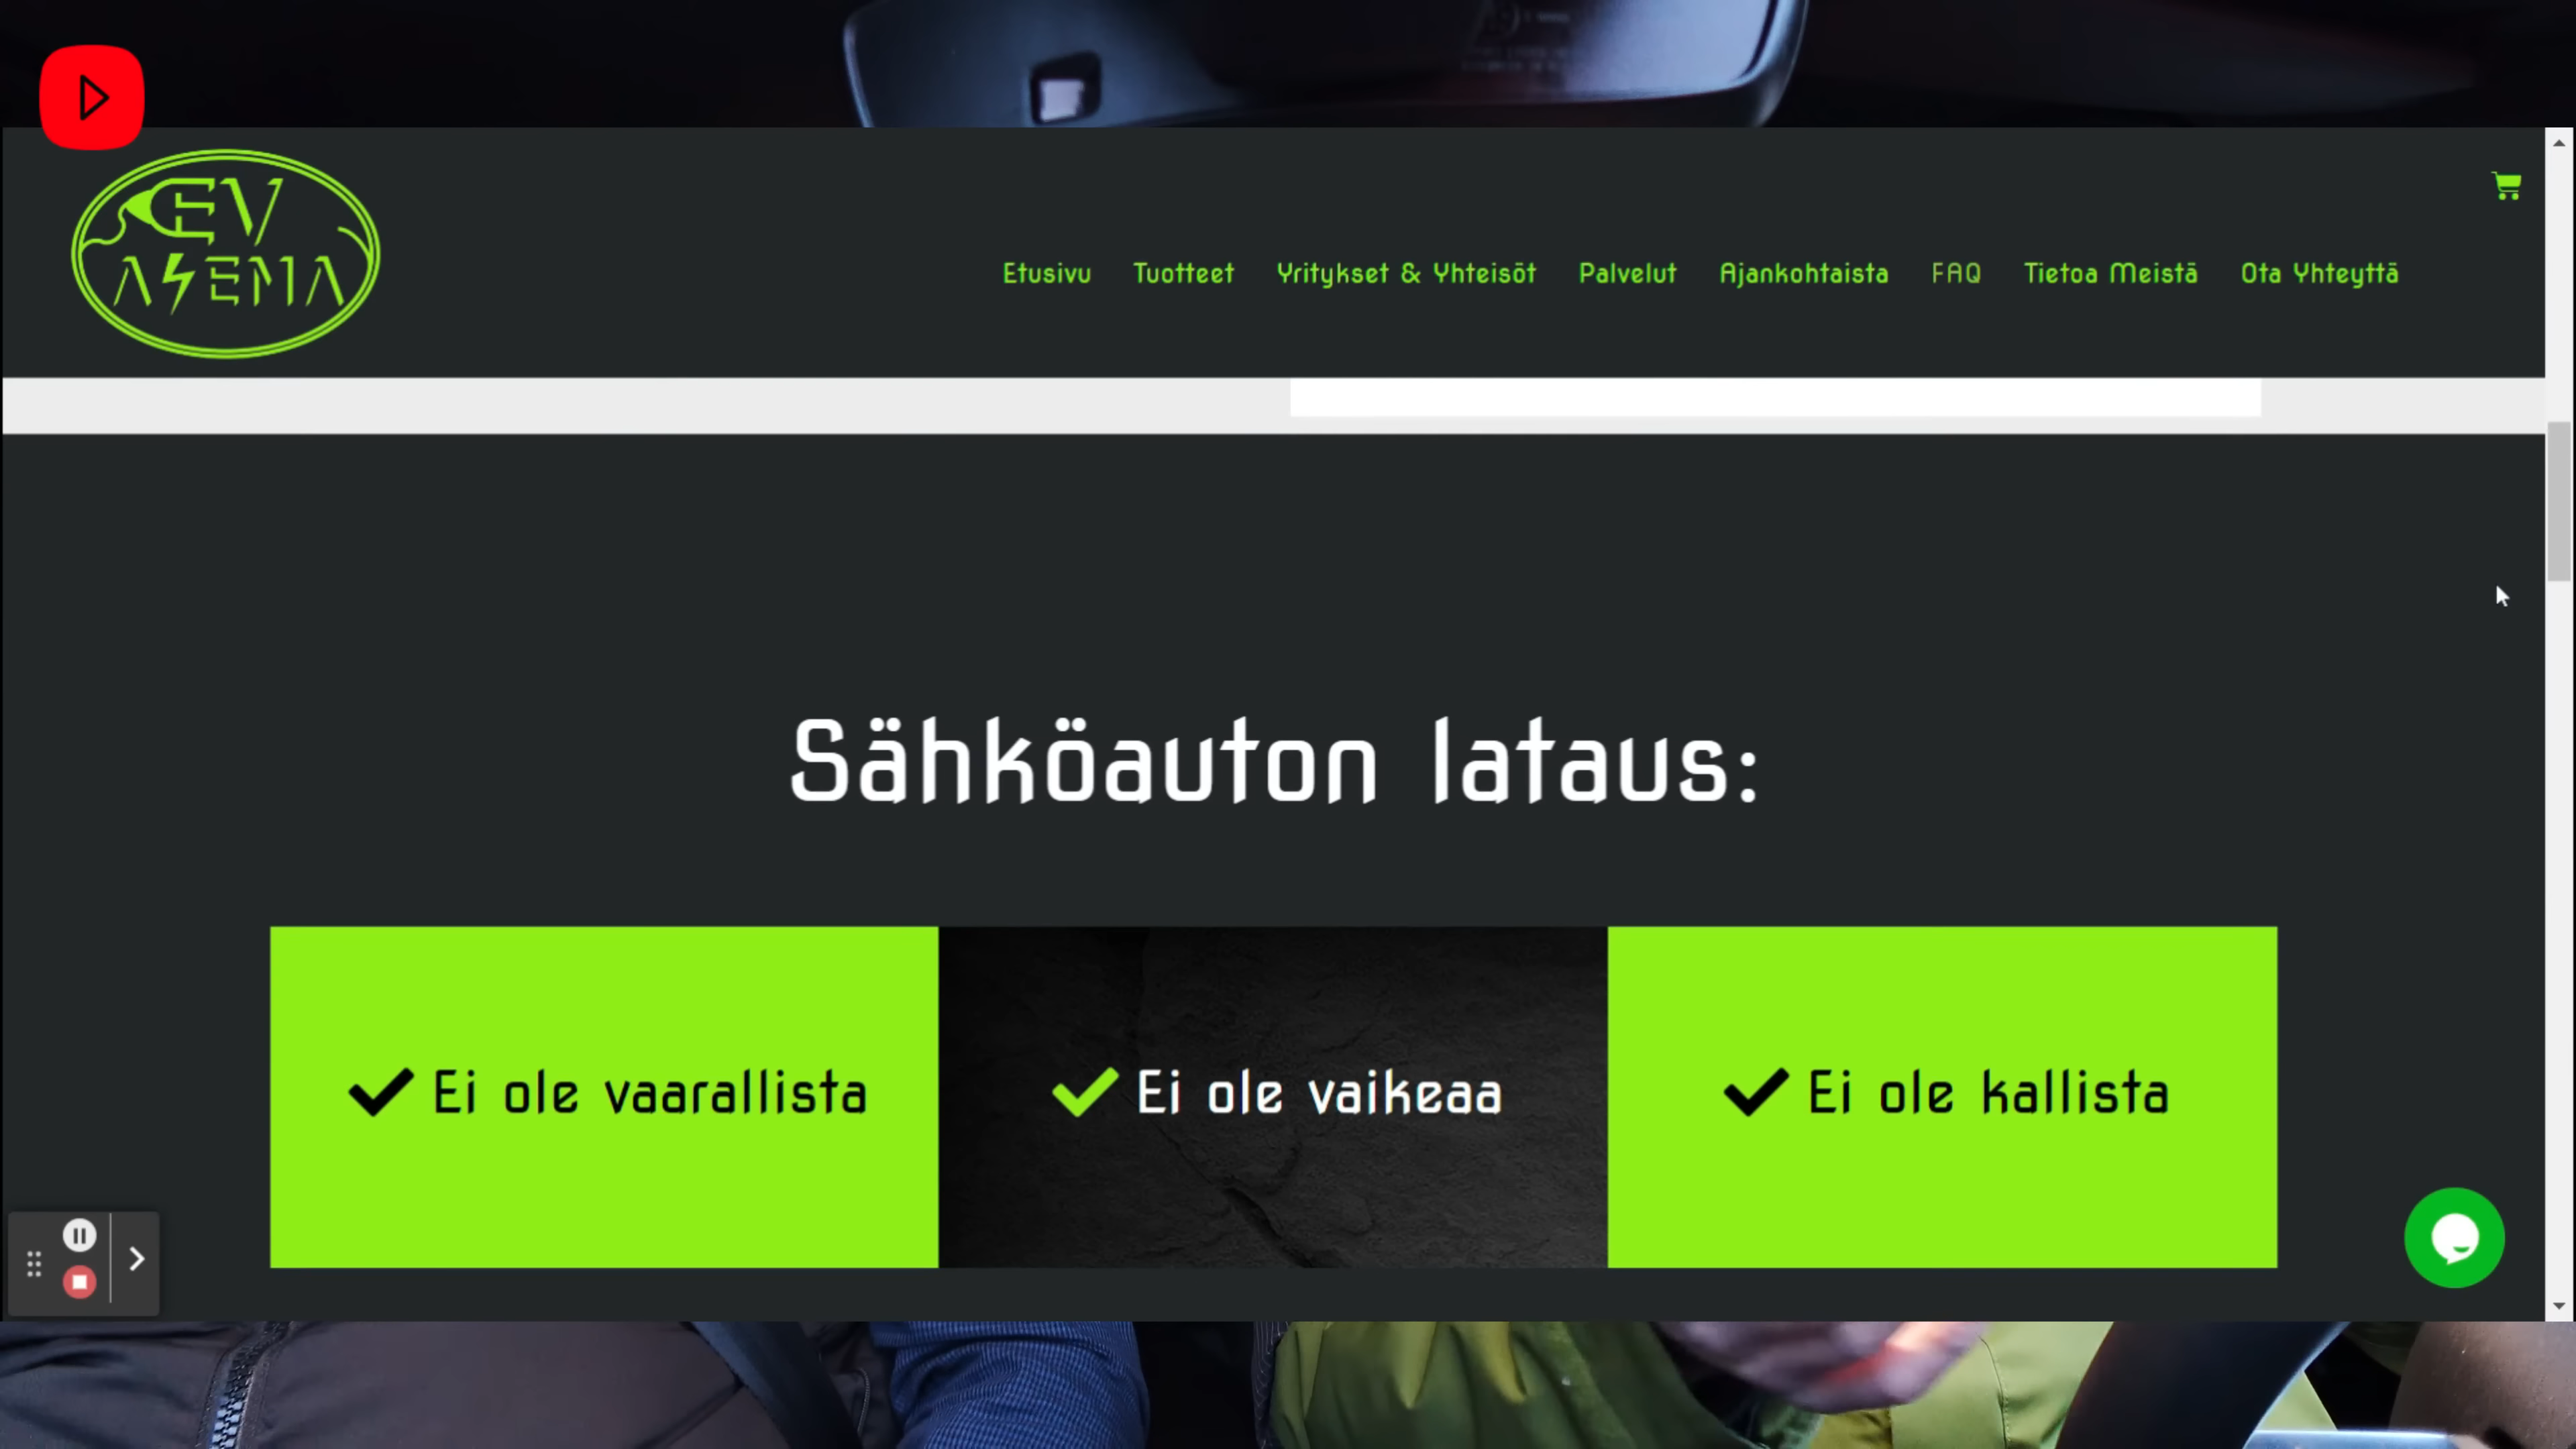 EV
ASEMA
Etusivu Tuotteet Yritykset & Yhteisöt Palvelut Ajankohtaista FAQ Tietoa Meistä Ota Yhteyttä
Sähköauton lataus:
Ei ole vaarallista
Ei ole vaikeaa
Ei ole kallista